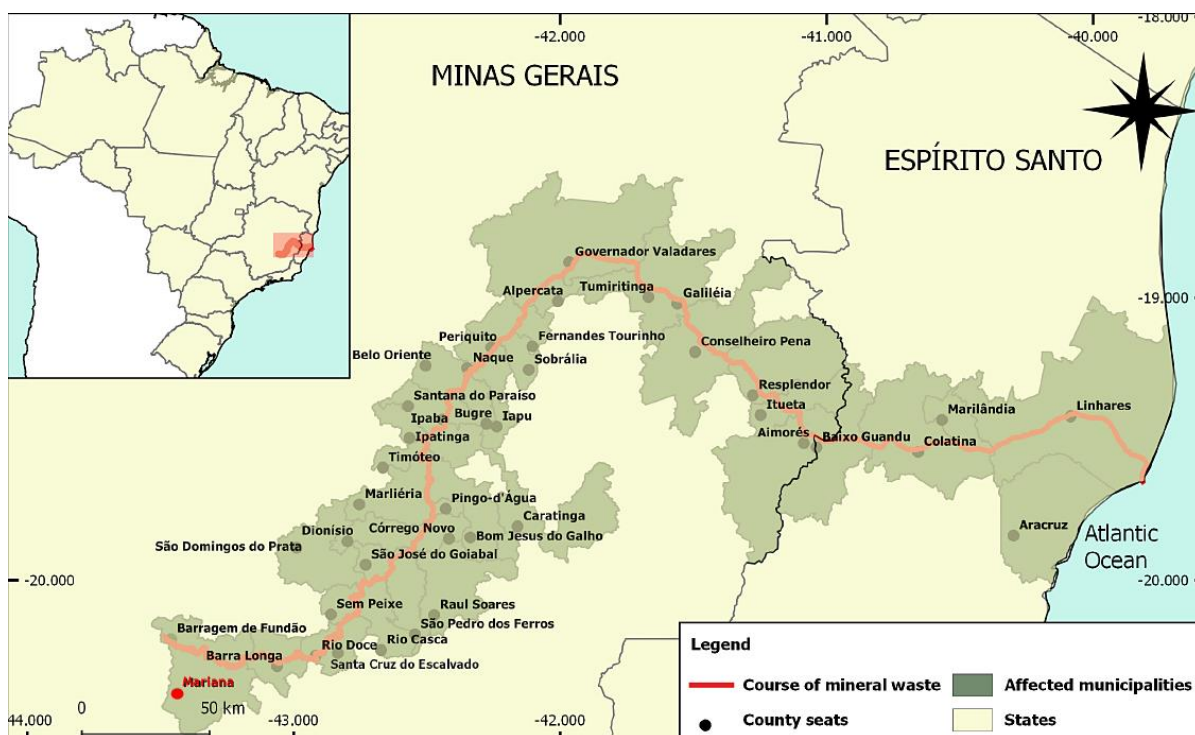 -42.000
-41.000
-40.000
-18.000
MINAS GERAIS
ESPÍRITO SANTO
Governador Valadares
Alpercata
Tumiritinga
Galiléia
-19.000
Periquito
Fernandes Tourinho
Belo Oriente
Naque
Sobrália
Conselheiro Pena
Santana do Paraíso
Resplendor
Ipaba
Bugre
Iapu
Itueta
Marilândia
Linhares
Ipatinga
Aimorés
Baixo Guandu
Colatina
Timóteo
Marliéria
Pingo-d'Água
Caratinga
Dionísio
Córrego Novo
Bom Jesus do Galho
São Domingos do Prata
São José do Goiabal
Aracruz
Atlantic
Ocean
-20.000
-20.000
Sem Peixe
Raul Soares
São Pedro dos Ferros
Barragem de Fundão
Rio Doce
Rio Casca
Barra Longa
Santa Cruz do Escalvado
Mariana
0 50 km
-44.000
-43.000
-42.000
Legend
Course of mineral waste
Affected municipalities
County seats
States